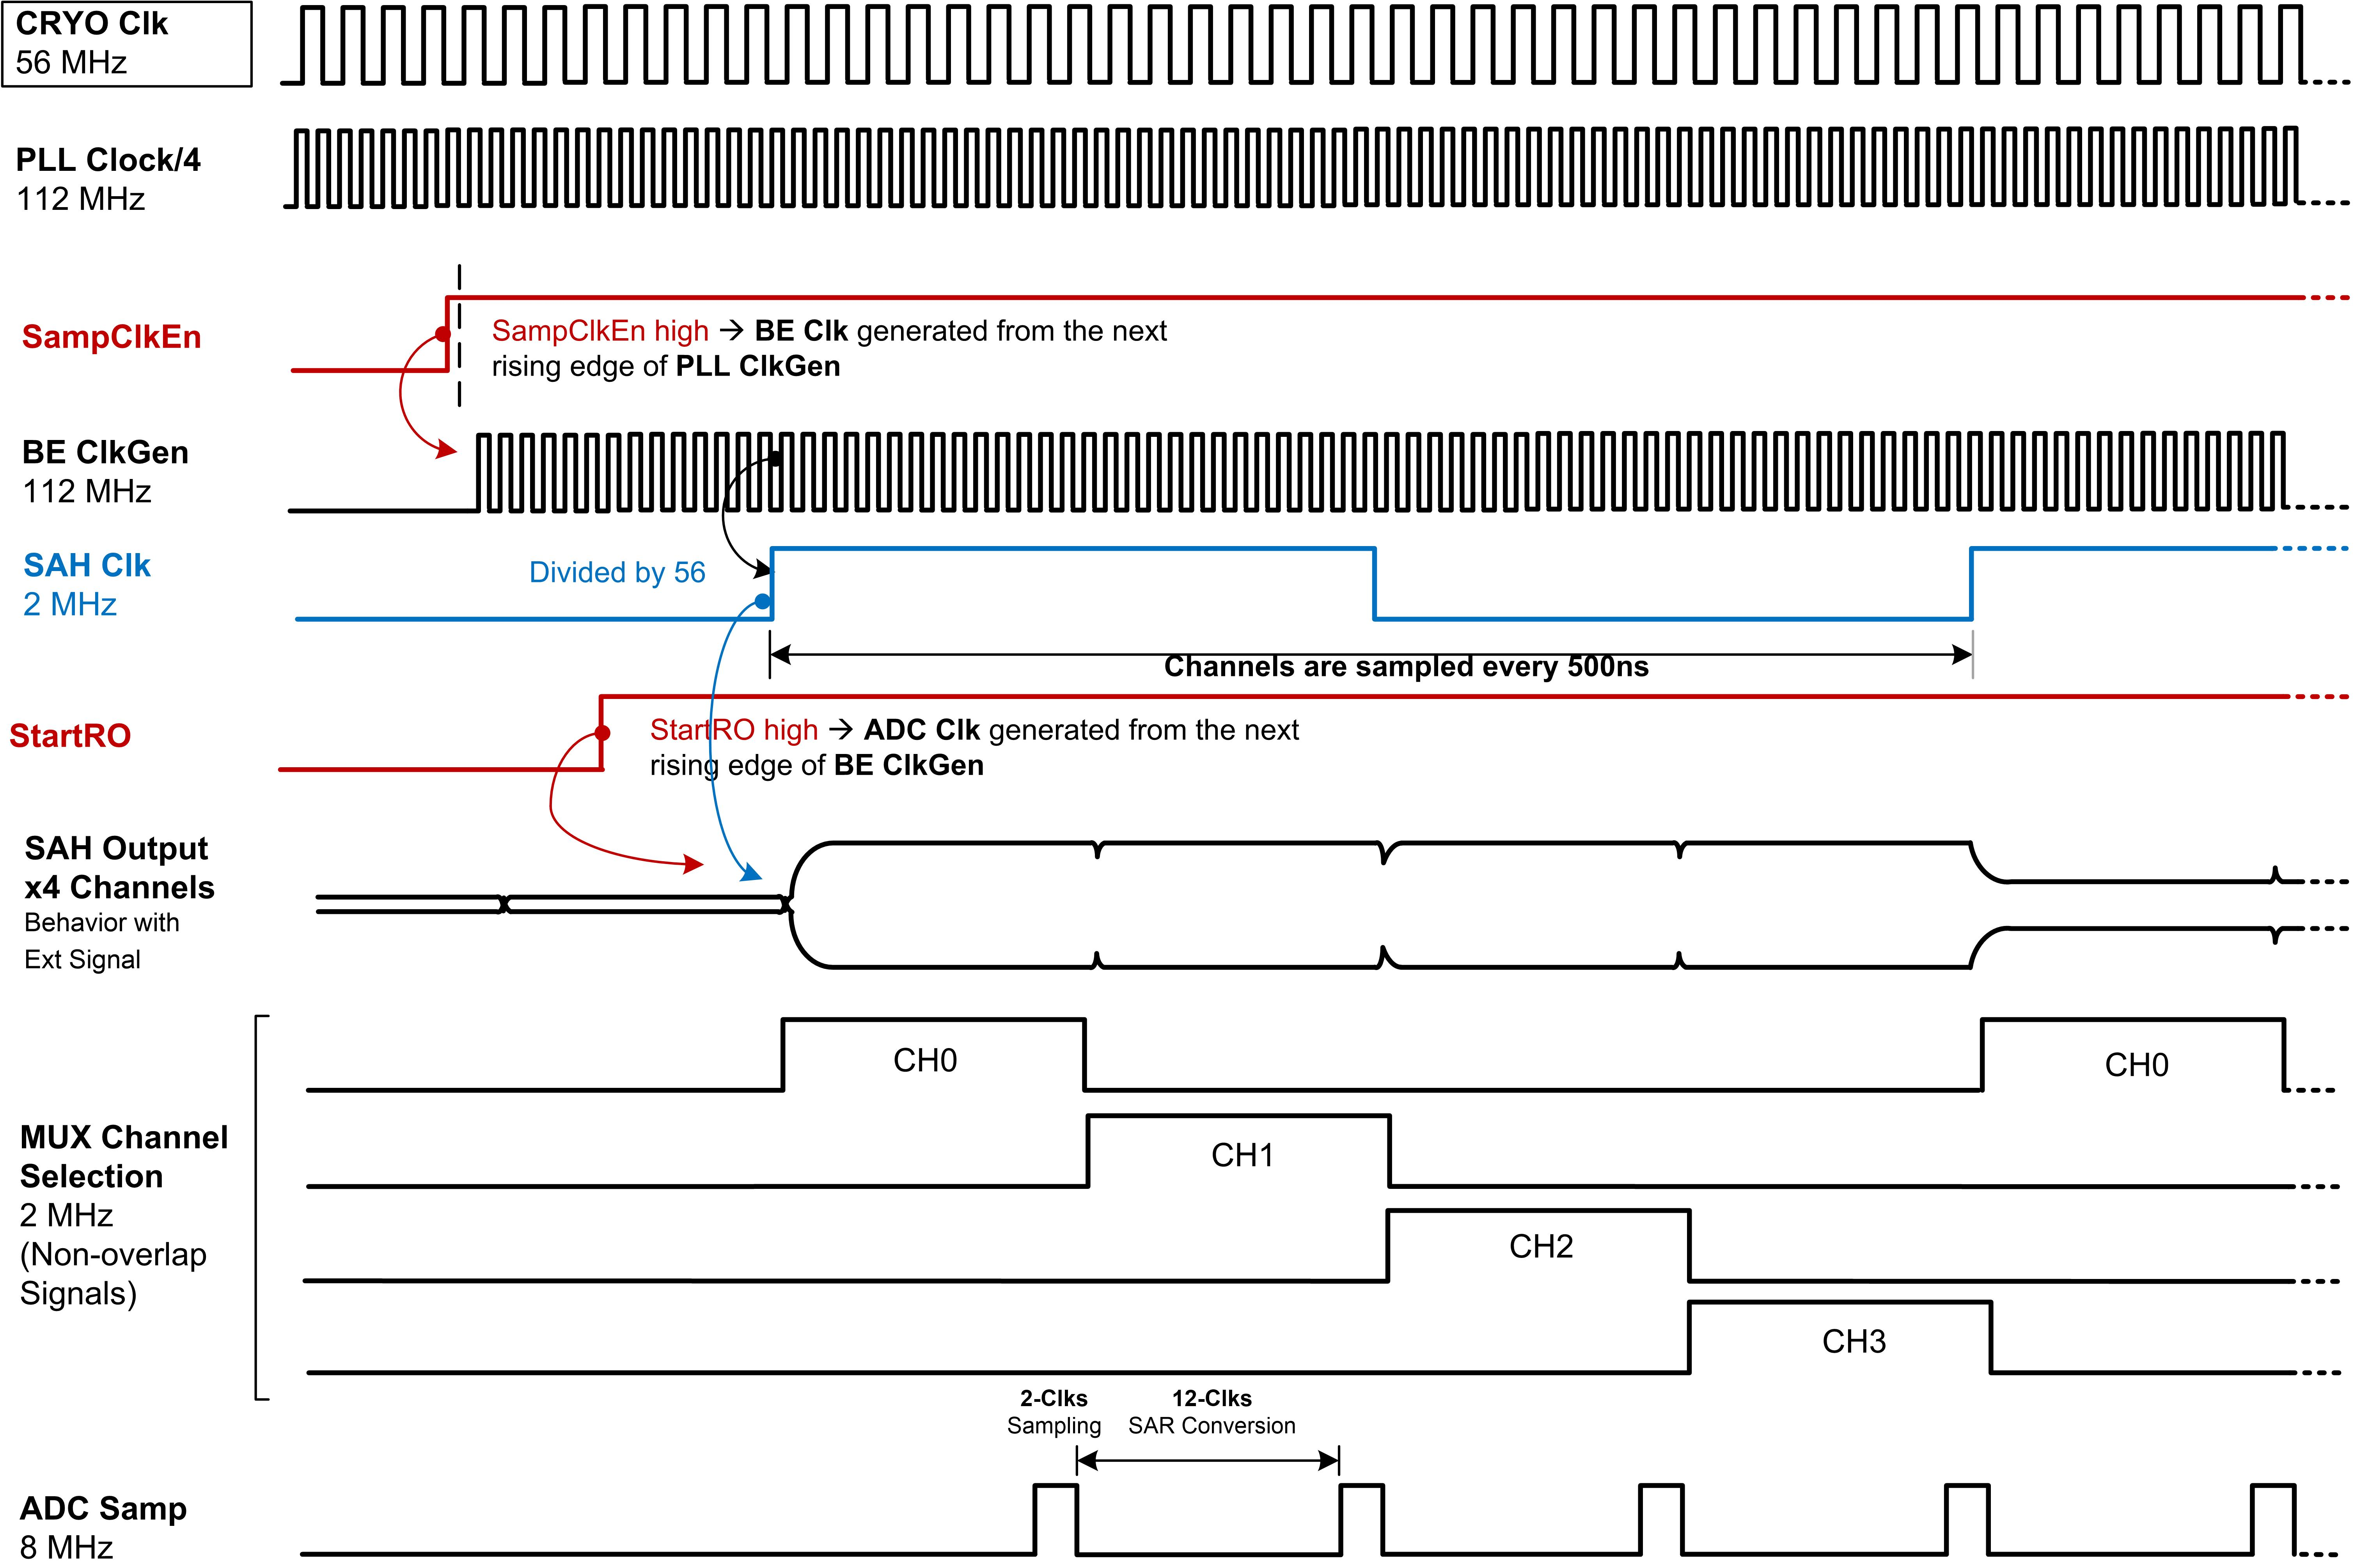 CRYO Clk
56 MHz
PLL Clock/4
112 MHz
SampClkEn
SampClkEn high → BE Clk generated from the next
rising edge of PLL ClkGen
BE ClkGen
112 MHz
SAH Clk
2 MHz
Divided by 56
Channels are sampled every 500ns
StartRO
StartRO high → ADC Clk generated from the next
rising edge of BE ClkGen
SAH Output
x4 Channels
Behavior with
Ext Signal
MUX Channel
Selection
2 MHz
(Non-overlap
Signals)
CH0
CH0
CH1
CH2
CH3
2-Clks
Sampling
12-Clks
SAR Conversion
ADC Samp
8 MHz